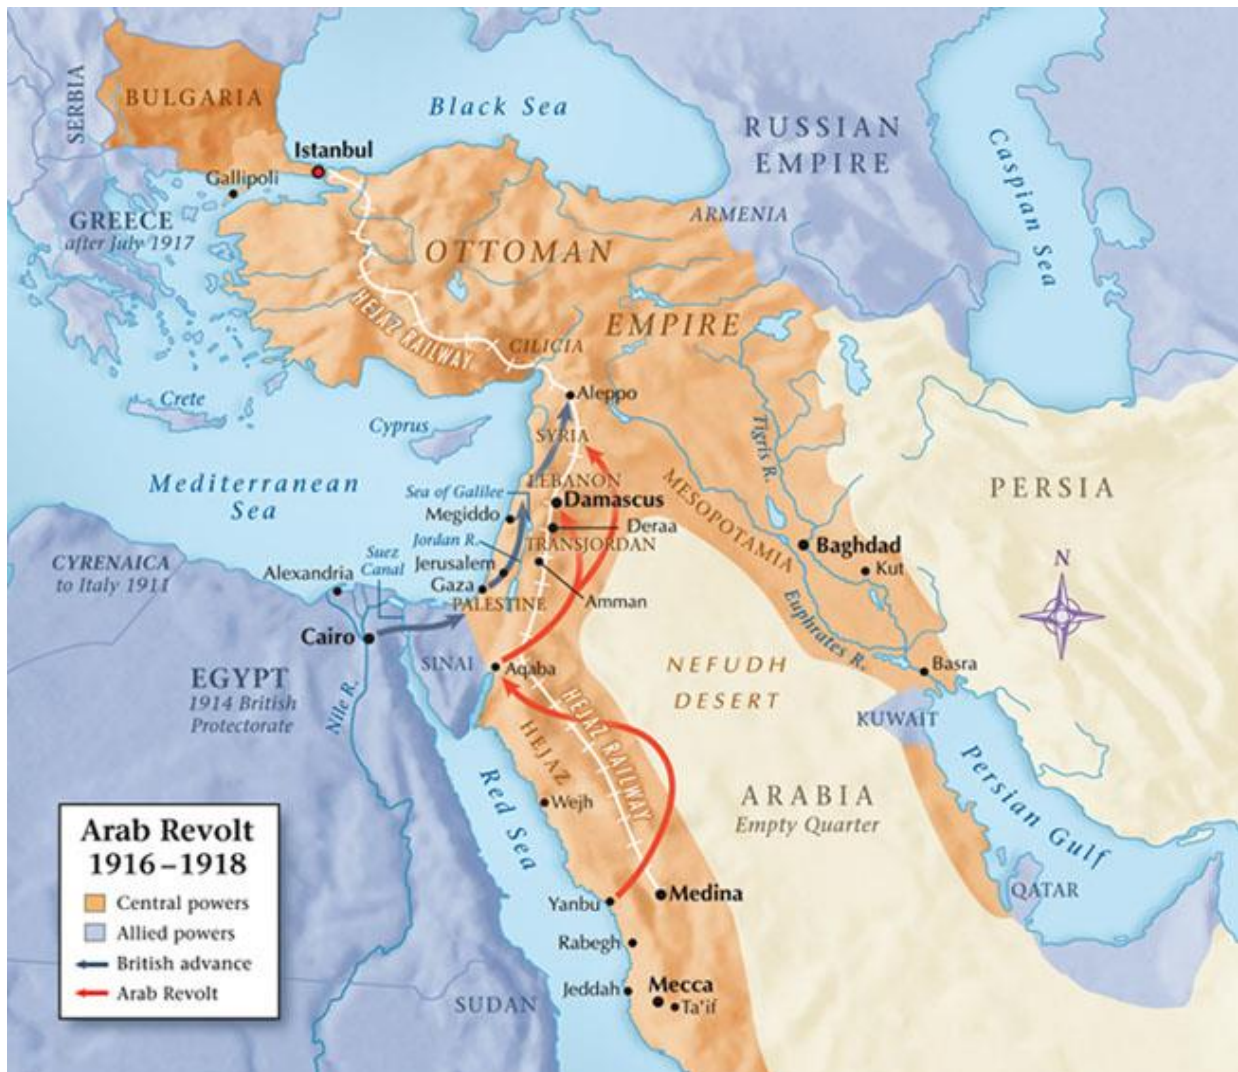 SERBIA
BULGARIA
Black Sea
RUSSIAN
EMPIRE
Caspian Sea
Istanbul
Gallipoli
GREECE
after July 1917
ARMENIA
OTTOMAN
EMPIRE
HEJAZ RAILWAY
CILICIA
Crete
Cyprus
Aleppo
SYRIA
Tigris R.
Mediterranean
Sea
Sea of Galilee
LEBANON
Damascus
MESOPOTAMIA
PERSIA
Megiddo
Deraa
Jordan R.
TRANSJORDAN
Baghdad
Kut
N
CYRENAICA
to Italy 1911
Alexandria
Suez
Canal
Jerusalem
Gaza
PALESTINE
Amman
Euphrates R.
Cairo
SINAI
Aqaba
NEFUDH
DESERT
Basra
KUWAIT
EGYPT
1914 British
Protectorate
Nile R.
HEJAZ
HEJAZ RAILWAY
Red Sea
Wejh
ARABIA
Empty Quarter
Persian Gulf
QATAR
Yanbu
Medina
Rabegh
Jeddah
Mecca
Ta'if
SUDAN
Arab Revolt
1916–1918
Central powers
Allied powers
British advance
Arab Revolt